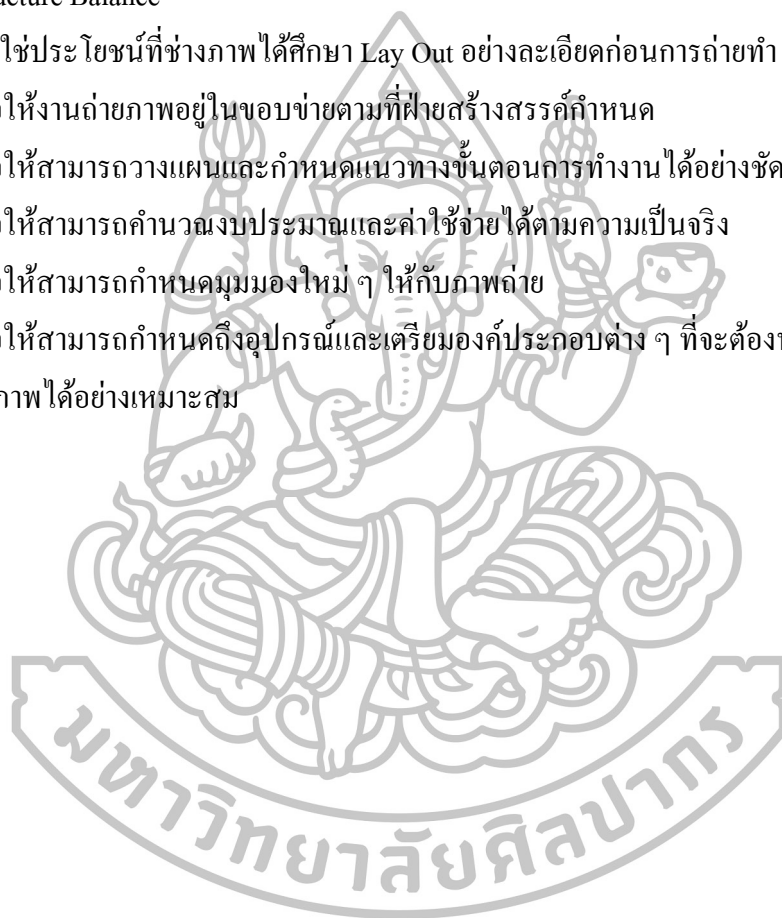 ucture Balance
ใช่ประโยชน์ที่ช่างภาพได้ศึกษา Lay Out อย่างละเอียดก่อนการถ่ายทำ
ให้งานถ่ายภาพอยู่ในขอบข่ายตามที่ฝ่ายสร้างสรรค์กำหนด
ให้สามารถวางแผนและกำหนดแนวทางขั้นตอนการทำงานได้อย่างชัด
ให้สามารถคำนวณงบประมาณและค่าใช้จ่ายได้ตามความเป็นจริง
ให้สามารถกำหนดมุมมองใหม่ ๆ ให้กับภาพถ่าย
ให้สามารถกำหนดถึงอุปกรณ์และเตรียมองค์ประกอบต่าง ๆ ที่จะต้อง
ภาพได้อย่างเหมาะสม
มหาวิทยาลัยศิลปากร